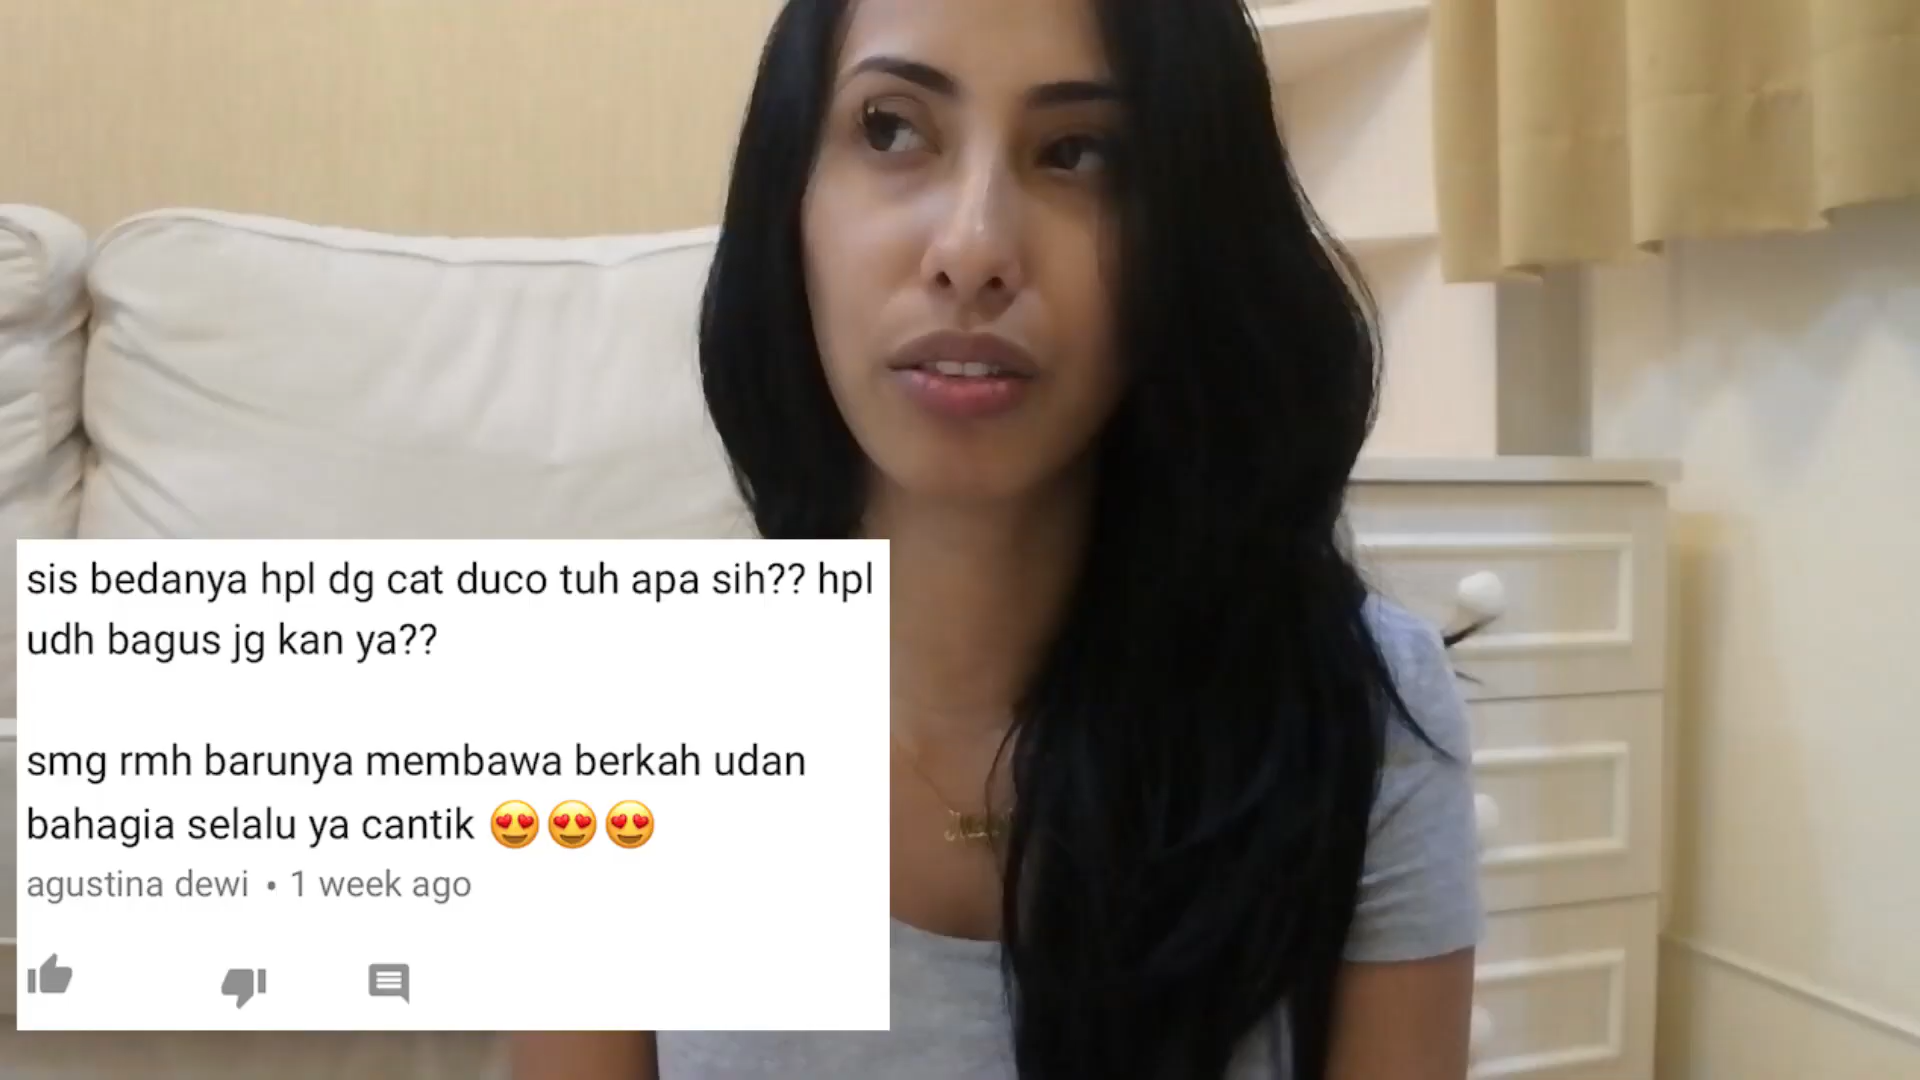 sis bedanya hpl dg cat duco tuh apa sih?? hpl
udh bagus jg kan ya??
smg rmh barunya membawa berkah udan
bahagia selalu ya cantik 😍😍😍
agustina dewi • 1 week ago